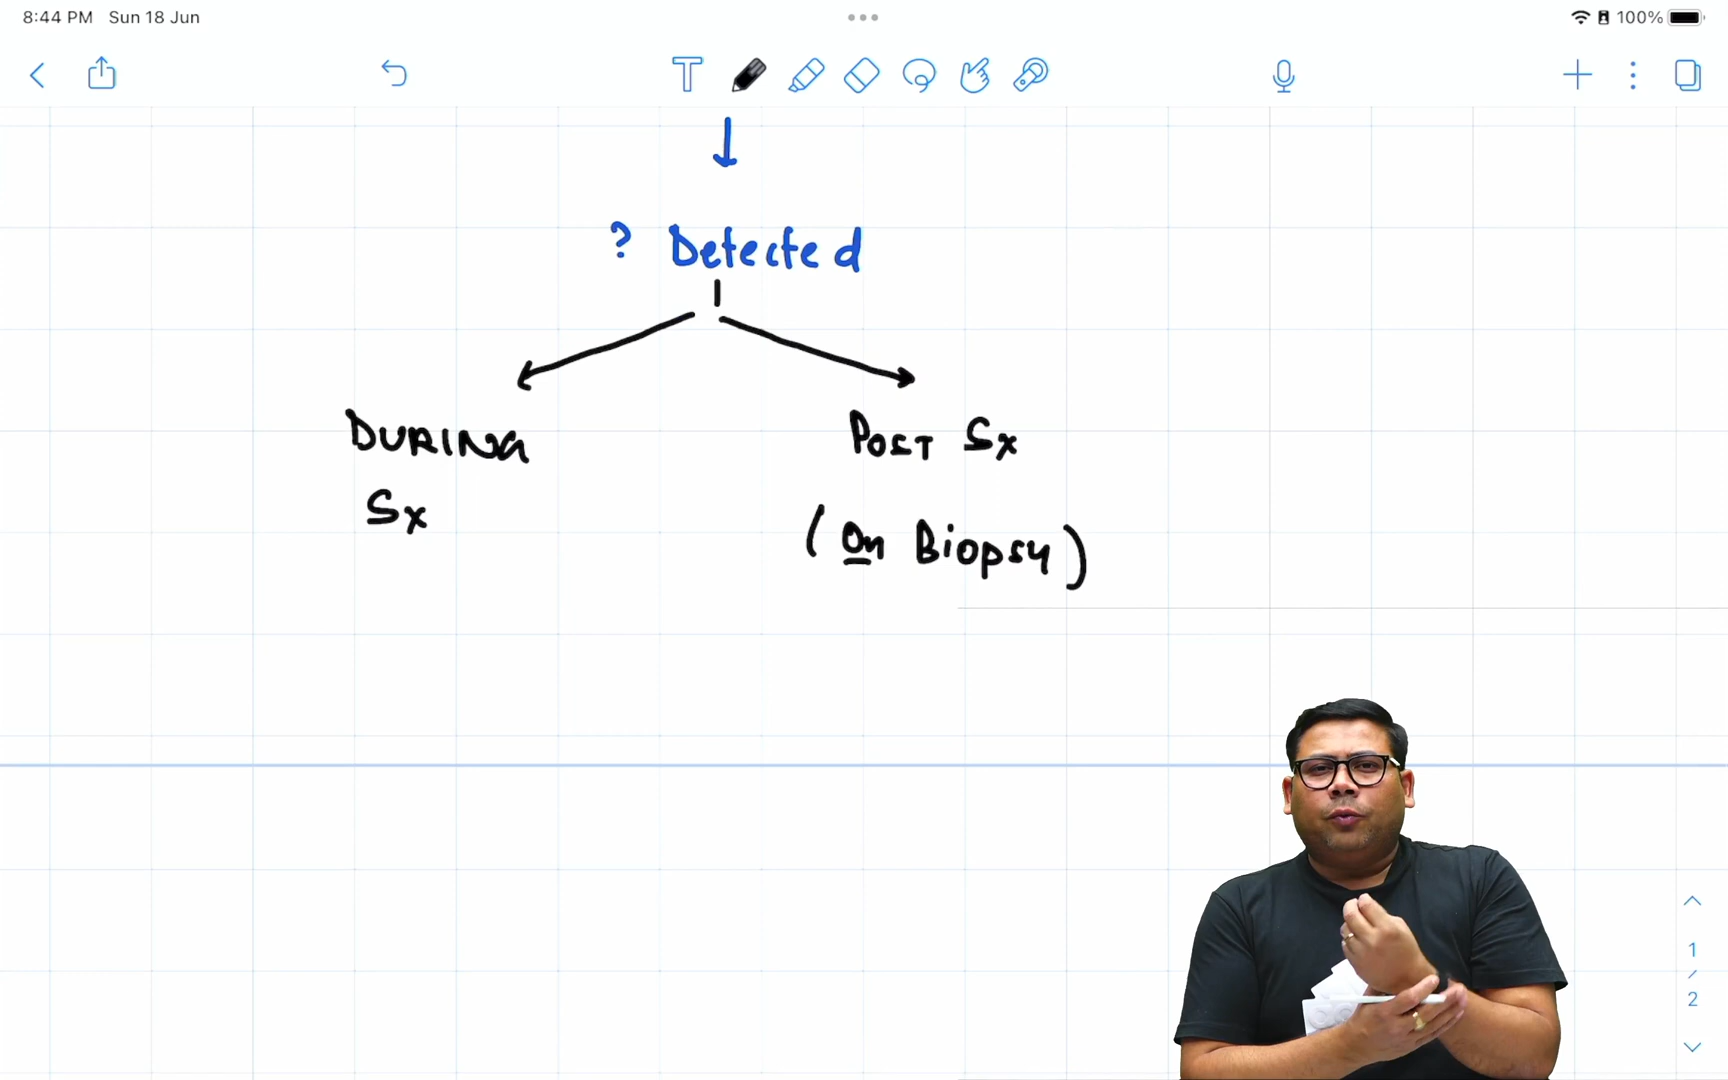 8:44 PM Sun 18 Jun
100%
T
? Detected
DURING
Sx
POST Sx
(On Biopsy)
1
/
2